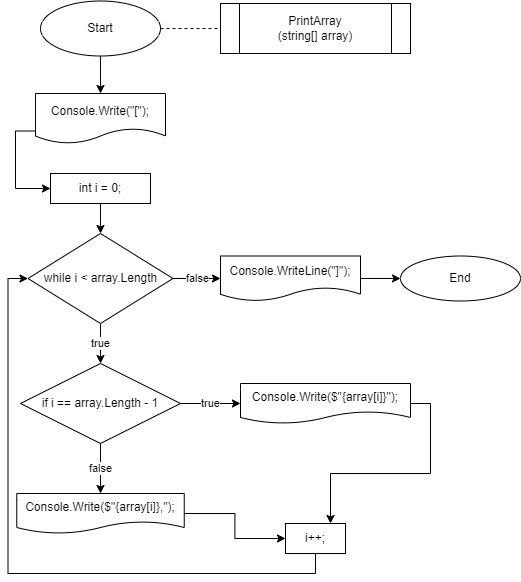 Start
PrintArray
(string[] array)
Console.Write("[");
int i = 0;
while i < array.Length
false
Console.WriteLine("]");
End
true
if i == array.Length - 1
true
Console.Write($"{array[i]}");
false
Console.Write($"{array[i]},");
i++;